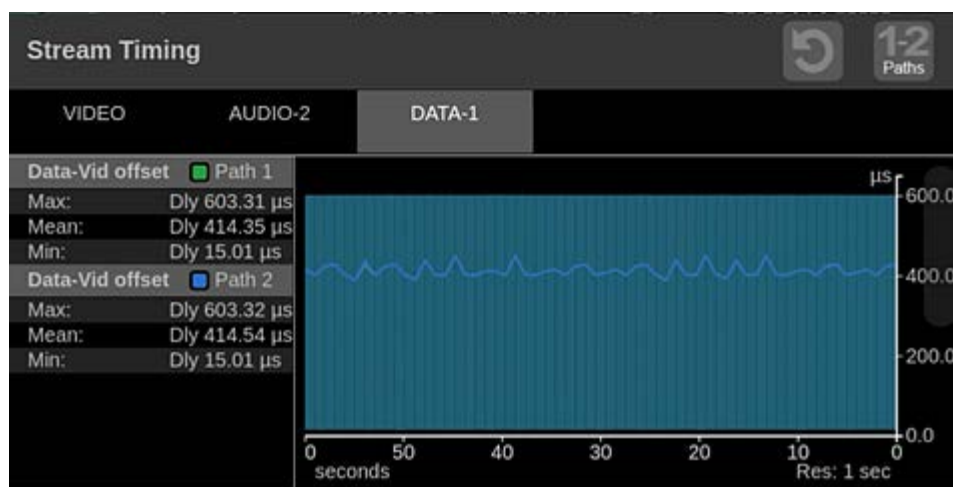 Stream Timing
1-2
Paths
VIDEO AUDIO-2 DATA-1
Data-Vid offset Path 1
Max: Dly 603.31 µs
Mean: Dly 414.35 µs
Min: Dly 15.01 µs
Data-Vid offset Path 2
Max: Dly 603.32 µs
Mean: Dly 414.54 µs
Min: Dly 15.01 µs
µs
600.0
400.0
200.0
0.0
0 50 40 30 20 10 0
seconds Res: 1 sec